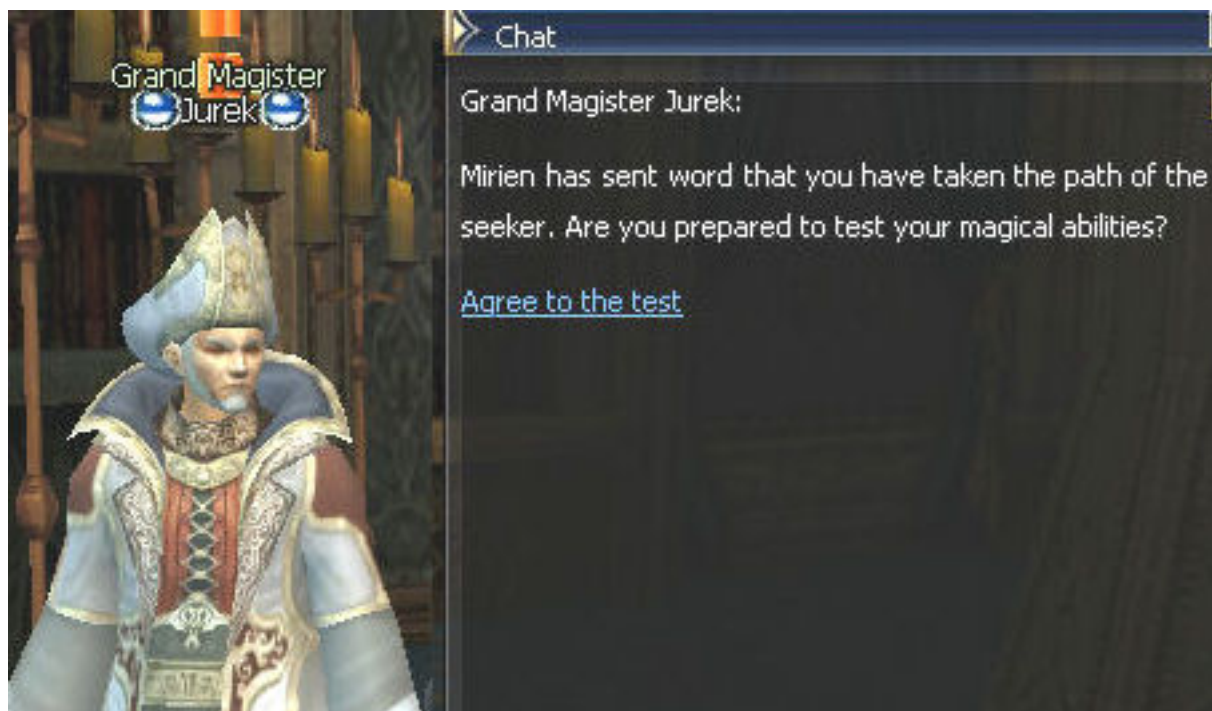 Grand Magister
Jurek
Chat
Grand Magister Jurek:
Mirien has sent word that you have taken the path of the
seeker. Are you prepared to test your magical abilities?
Agree to the test